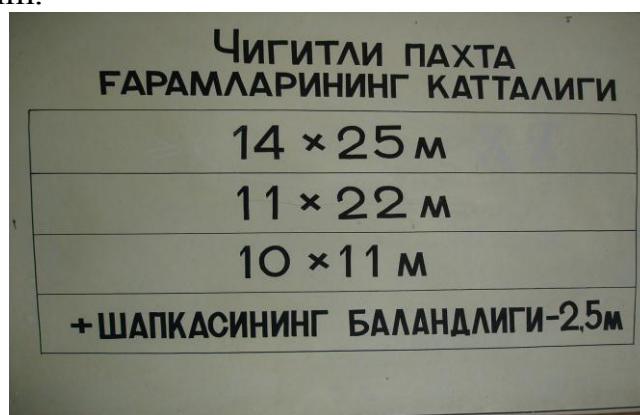 ЧИГИТЛИ ПАХТА
ҒАРАМЛАРИНИНГ КАТТАЛИГИ
14 × 25 м
11 × 22 м
10 × 11 м
+ШАПКАСИНИНГ БАЛАНДЛИГИ-2,5м